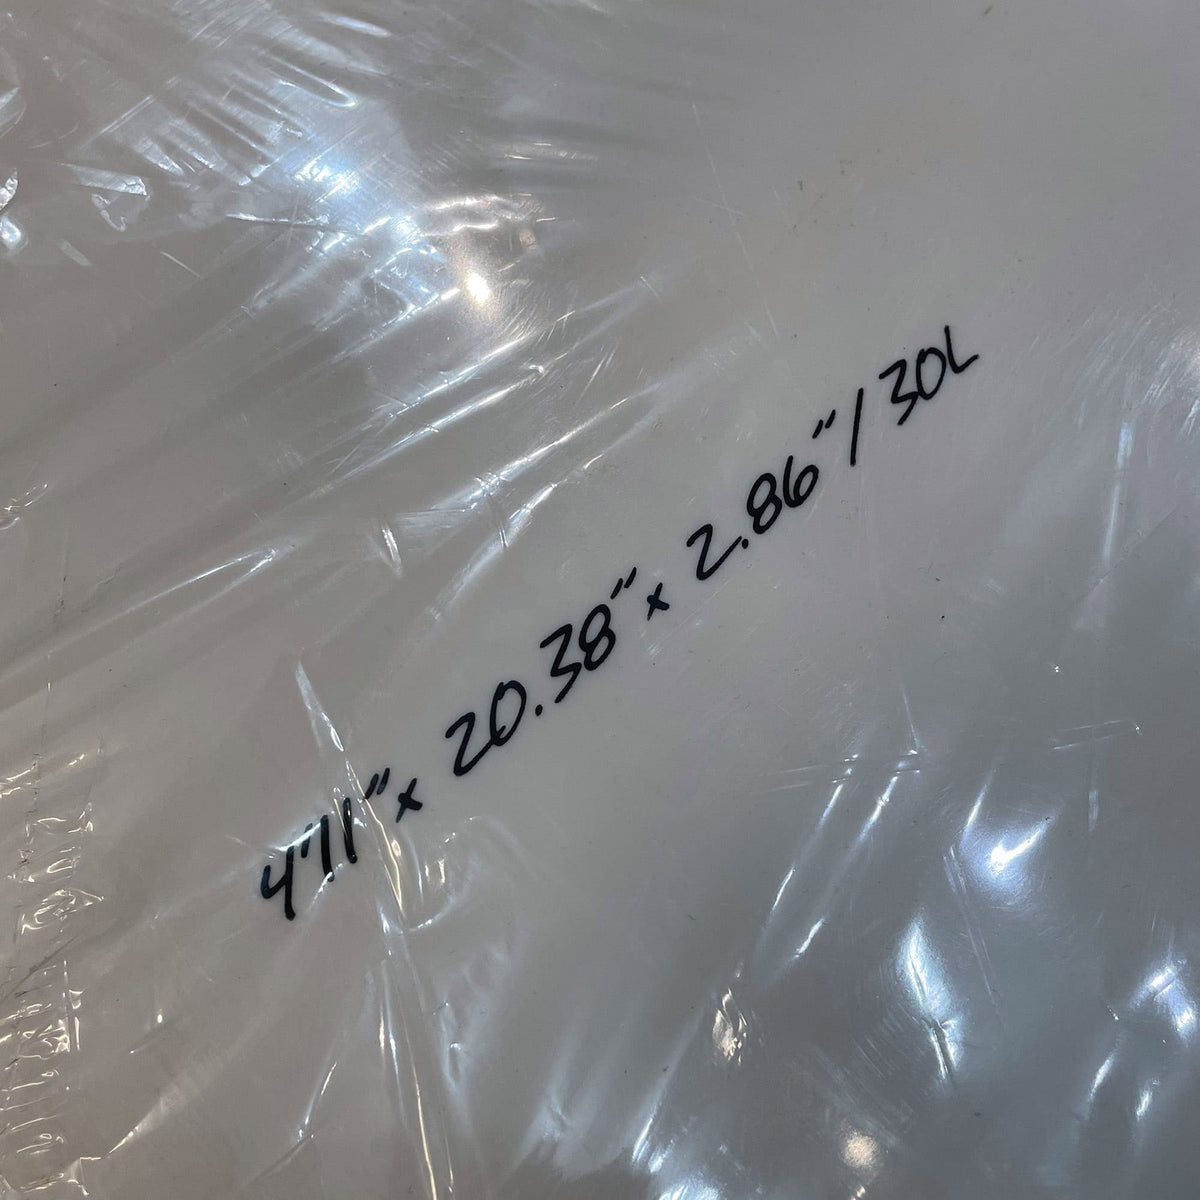 4'11" x 20.38" x 2.86" / 30L